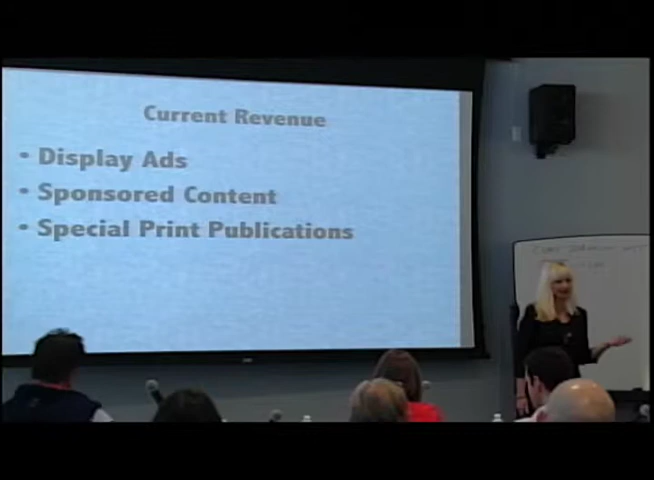 Current Revenue
• Display Ads
• Sponsored Content
• Special Print Publications